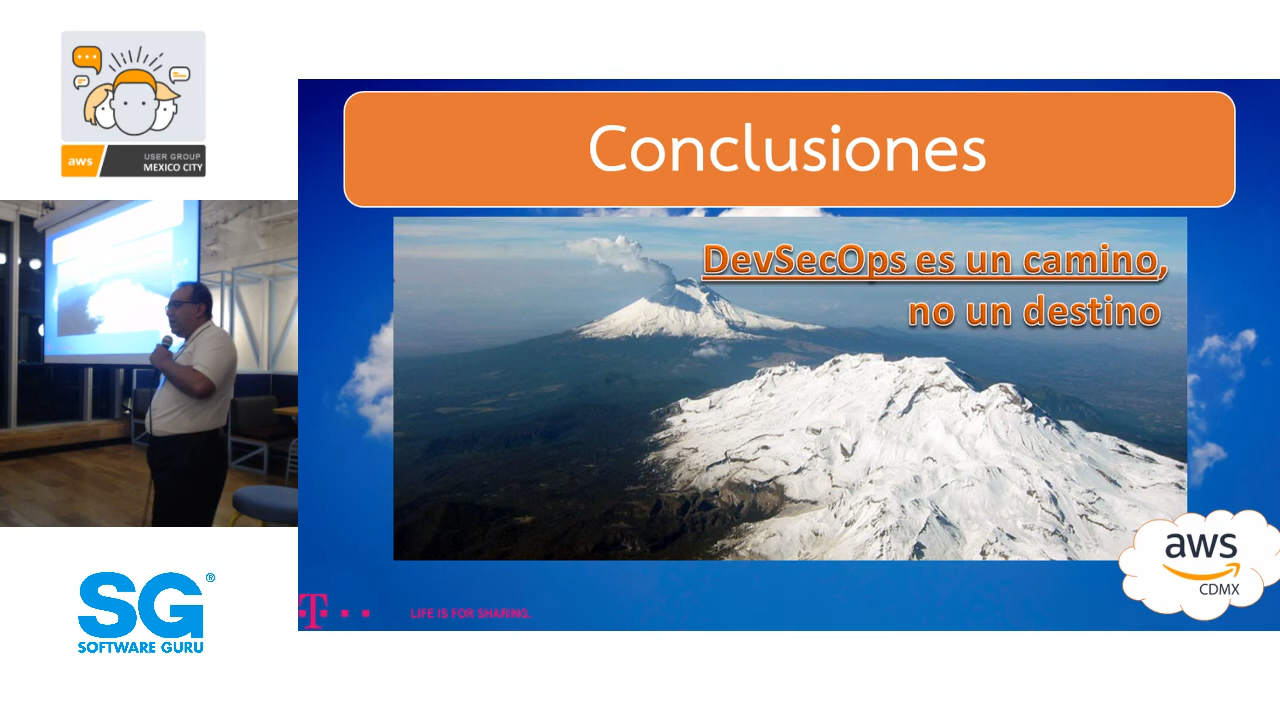 aws
USER GROUP
MEXICO CITY
Conclusiones
DevSecOps es un camino,
no un destino
aws
CDMX
T
LIFE IS FOR SHARING.
SG®
SOFTWARE GURU